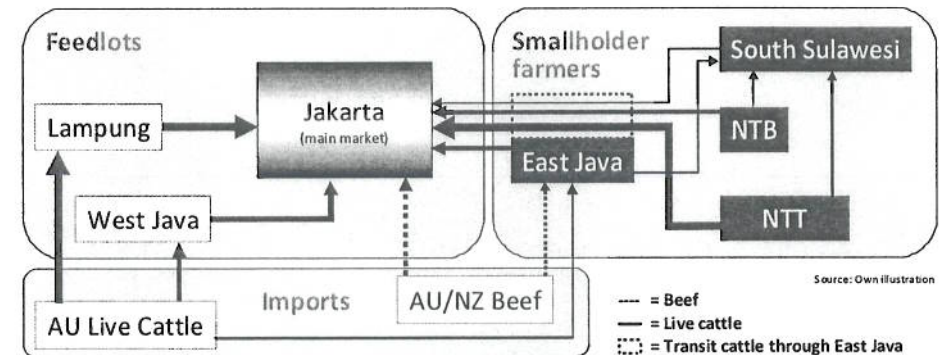 Feedlots
Smallholder
farmers
South Sulawesi
Jakarta
(main market)
Lampung
NTB
East Java
West Java
NTT
Source: Own illustration
Imports
AU/NZ Beef
AU Live Cattle
= Beef
= Live cattle
= Transit cattle through East Java